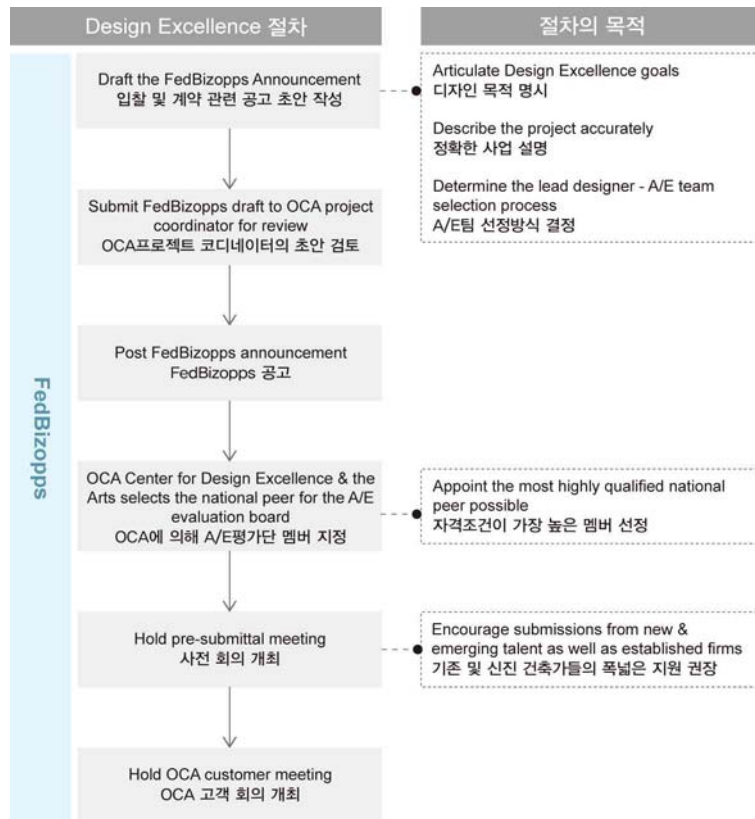 Design Excellence 절차
절차의 목적
FedBizopps
Draft the FedBizopps Announcement
입찰 및 계약 관련 공고 초안 작성
Articulate Design Excellence goals
디자인 목적 명시
Describe the project accurately
정확한 사업 설명
Determine the lead designer - A/E team
selection process
A/E팀 선정방식 결정
Submit FedBizopps draft to OCA project
coordinator for review
OCA프로젝트 코디네이터의 초안 검토
Post FedBizopps announcement
FedBizopps 공고
OCA Center for Design Excellence & the
Arts selects the national peer for the A/E
evaluation board
OCA에 의해 A/E평가단 멤버 지정
Appoint the most highly qualified national
peer possible
자격조건이 가장 높은 멤버 선정
Hold pre-submittal meeting
사전 회의 개최
Encourage submissions from new &
emerging talent as well as established firms
기존 및 신진 건축가들의 폭넓은 지원 권장
Hold OCA customer meeting
OCA 고객 회의 개최